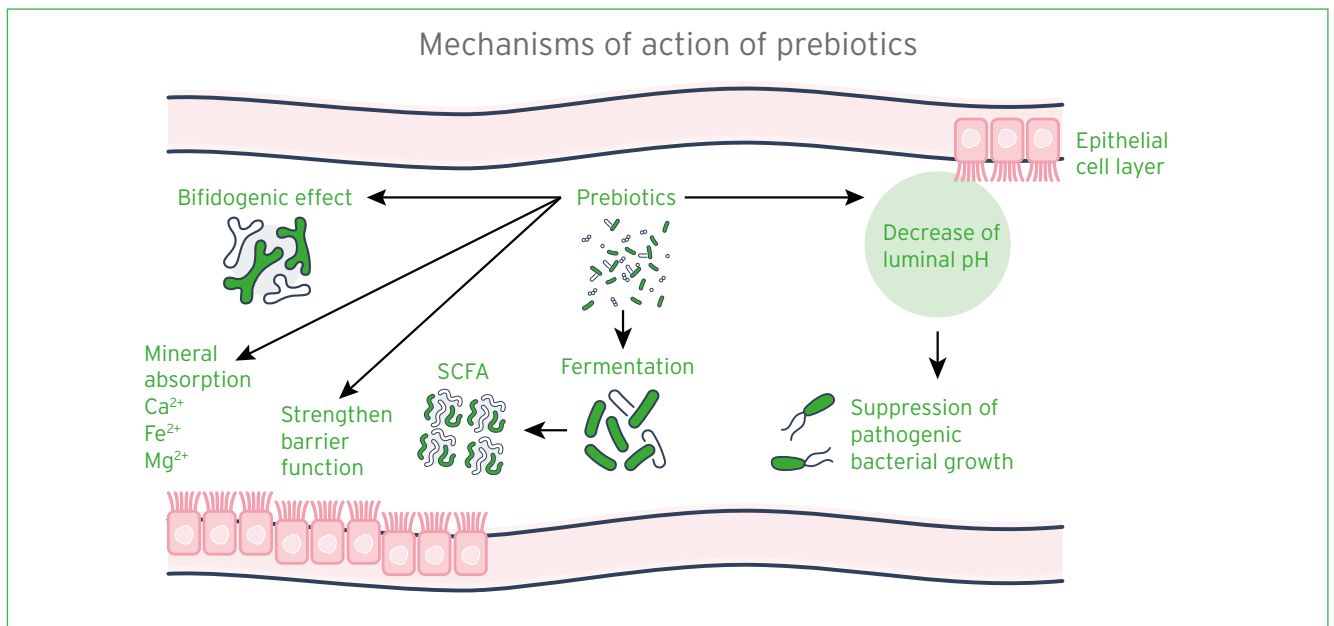 Mechanisms of action of prebiotics
Epithelial
cell layer
Bifidogenic effect
Prebiotics
Decrease of
luminal pH
Mineral
absorption
Ca²⁺
Fe²⁺
Mg²⁺
Strengthen
barrier
function
SCFA
Fermentation
Suppression of
pathogenic
bacterial growth